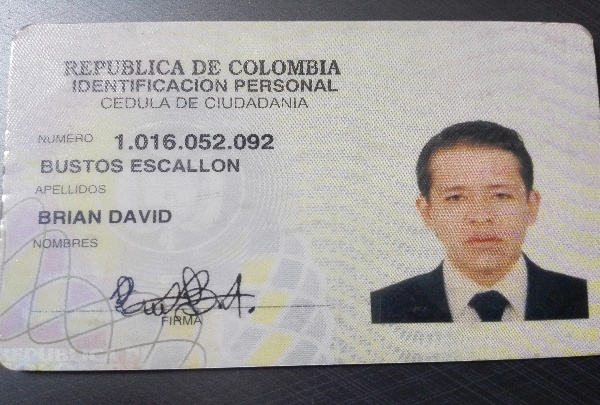 REPUBLICA DE COLOMBIA
IDENTIFICACION PERSONAL
CEDULA DE CIUDADANIA
NUMERO 1.016.052.092
BUSTOS ESCALLON
APELLIDOS
BRIAN DAVID
NOMBRES
FIRMA
REPUBLIC